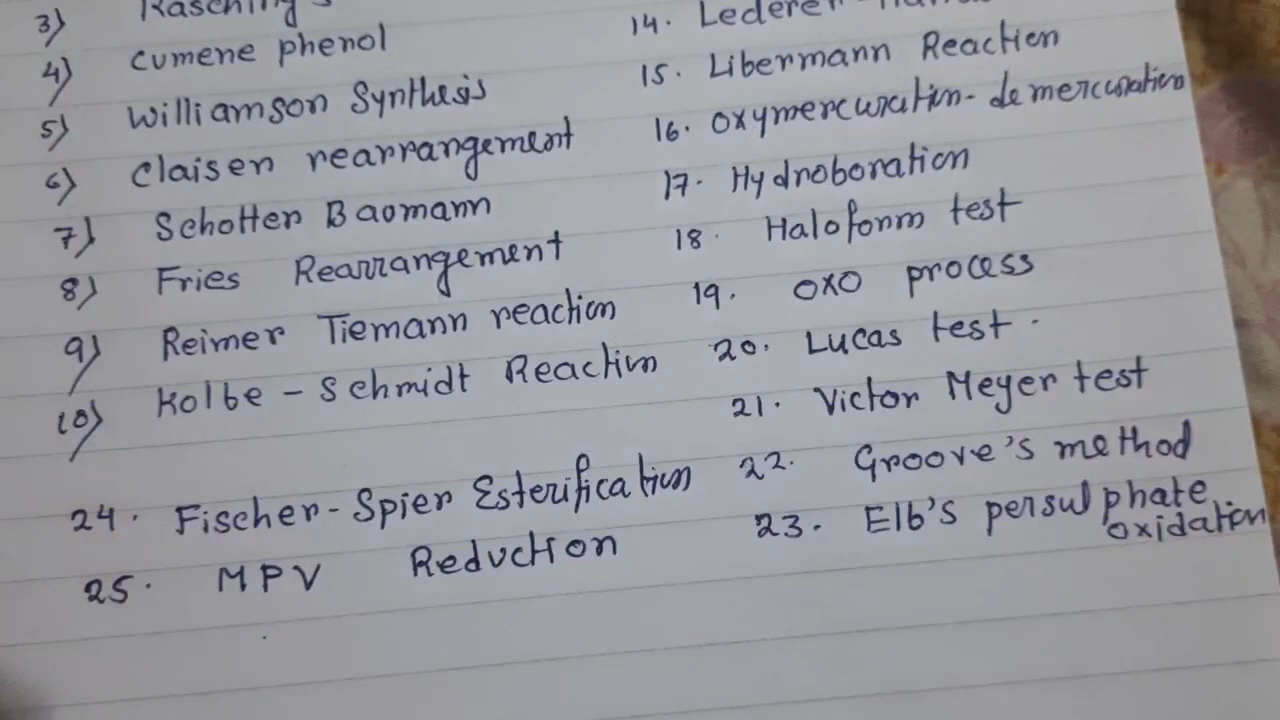 3) Rasching's
4) Cumene phenol
5) Williamson Synthesis
6) Claisen rearrangement
7) Schotten Baomann
8) Fries Rearrangement
9) Reimer Tiemann reaction
10) Kolbe - Schmidt Reaction
24. Fischer-Spier Esterification
25. MPV Reduction
14. Lederer
15. Libermann Reaction
16. Oxymercuration-demercuration
17. Hydroboration
18. Haloform test
19. OXO process
20. Lucas test.
21. Victor Meyer test
22. Groove's method
23. Elb's persulphate
oxidation